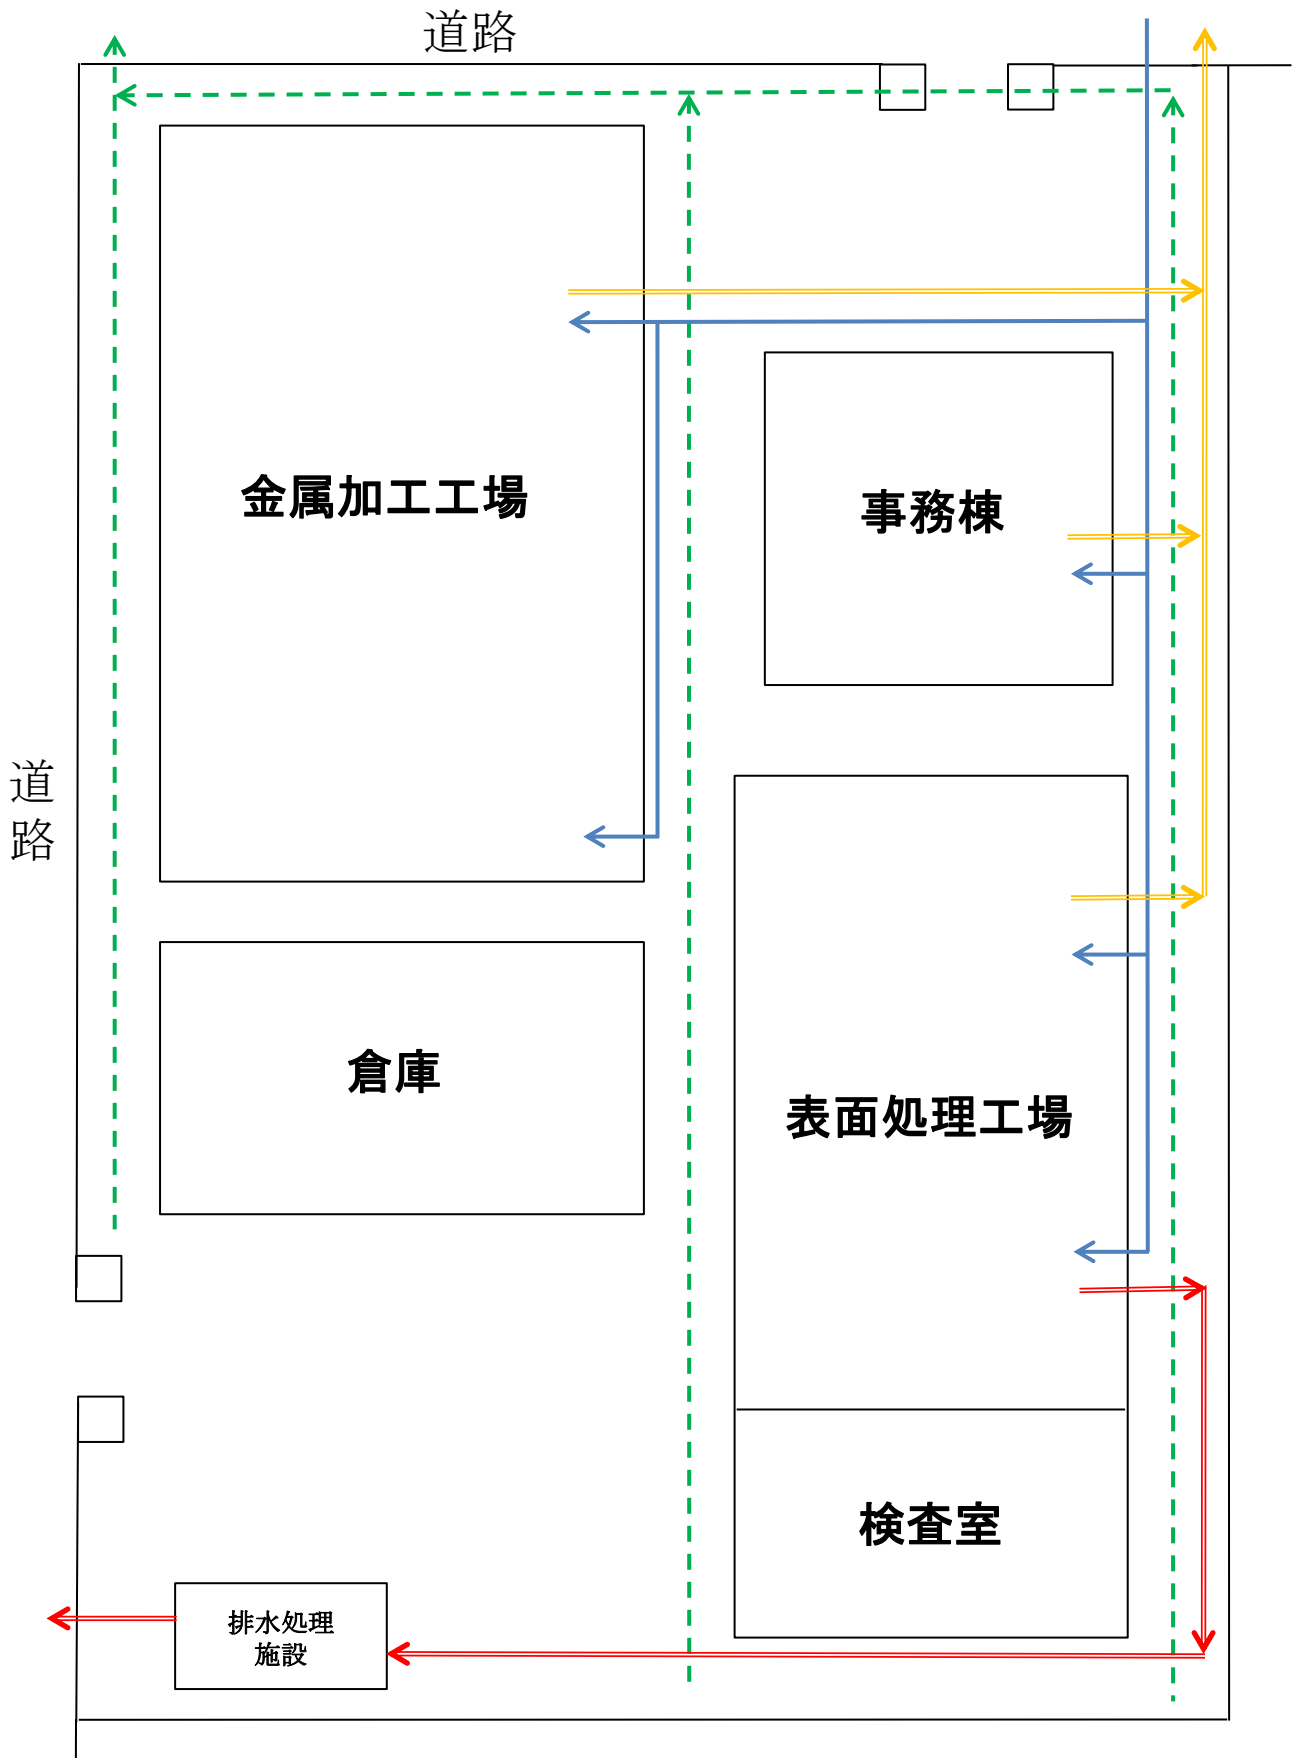 道路
金属加工工場
事務棟
道
路
倉庫
表面処理工場
検査室
排水処理
施設